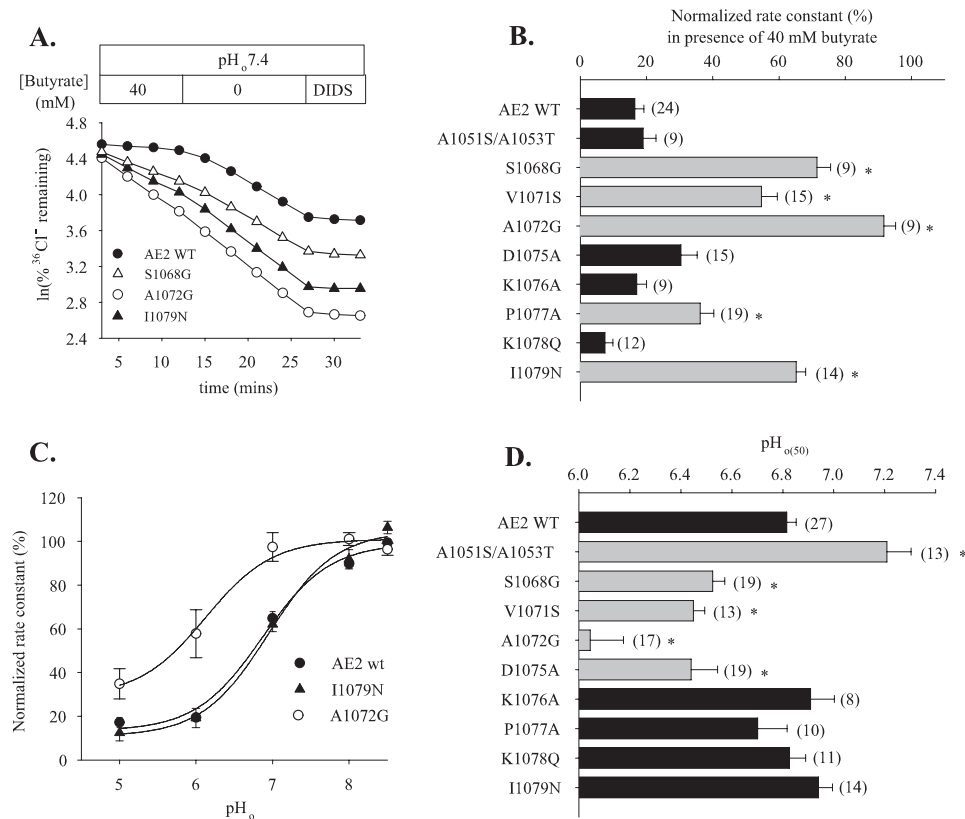 A.
pHo7.4
[Butyrate]
(mM)
40 0 DIDS
ln(% 36Cl− remaining)
4.8
4.4
4.0
3.6
3.2
2.8
2.4
AE2 WT
S1068G
A1072G
I1079N
5 10 15 20 25 30
time (mins)
B.
Normalized rate constant (%)
in presence of 40 mM butyrate
0 20 40 60 80 100
AE2 WT (24)
A1051S/A1053T (9)
S1068G (9) *
V1071S (15) *
A1072G (9) *
D1075A (15)
K1076A (9)
P1077A (19) *
K1078Q (12)
I1079N (14) *
C.
Normalized rate constant (%)
120
100
80
60
40
20
0
AE2 wt
I1079N
A1072G
5 6 7 8
pHo
D.
pHo(50)
6.0 6.2 6.4 6.6 6.8 7.0 7.2 7.4
AE2 WT (27)
A1051S/A1053T (13) *
S1068G (19) *
V1071S (13) *
A1072G (17) *
D1075A (19) *
K1076A (8)
P1077A (10)
K1078Q (11)
I1079N (14)